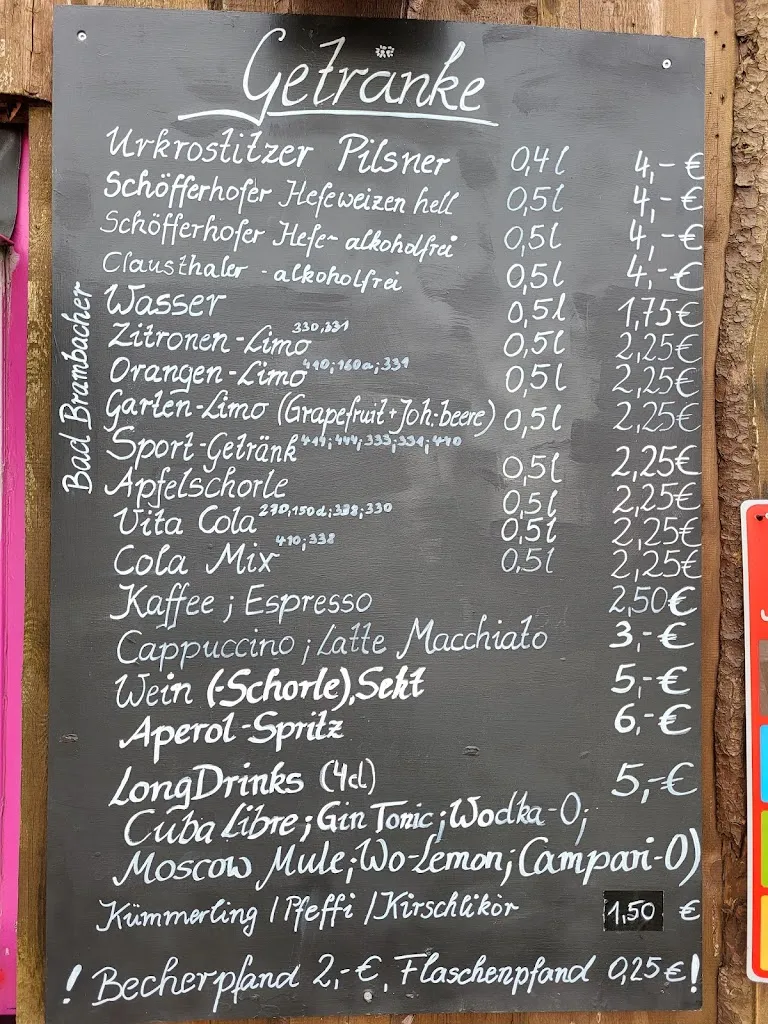 Getränke
Urkrostitzer Pilsner 0,4l 4,-€
Schöfferhofer Hefeweizen hell 0,5l 4,-€
Schöfferhofer Hefe- alkoholfrei 0,5l 4,-€
Clausthaler - alkoholfrei 0,5l 4,-€
Bad Brambacher
Wasser 0,5l 1,75€
Zitronen-Limo 330,331 0,5l 2,25€
Orangen-Limo 410;160a;331 0,5l 2,25€
Garten-Limo (Grapefruit+Joh.-beere) 0,5l 2,25€
Sport-Getränk 0,5l 2,25€
Apfelschorle 0,5l 2,25€
Vita Cola 0,5l 2,25€
Cola Mix 410;338 0,5l 2,25€
Kaffee ; Espresso 2,50€
Cappuccino ; Latte Macchiato 3,-€
Wein (-Schorle), Sekt 5,-€
Aperol-Spritz 6,-€
LongDrinks (4cl) 5,-€
Cuba Libre; Gin Tonic; Wodka-O;
Moscow Mule; Wo-Lemon; Campari-O)
Kümmerling / Pfeffi / Kirschlikör 1,50 €
! Becherpfand 2,-€, Flaschenpfand 0,25€!